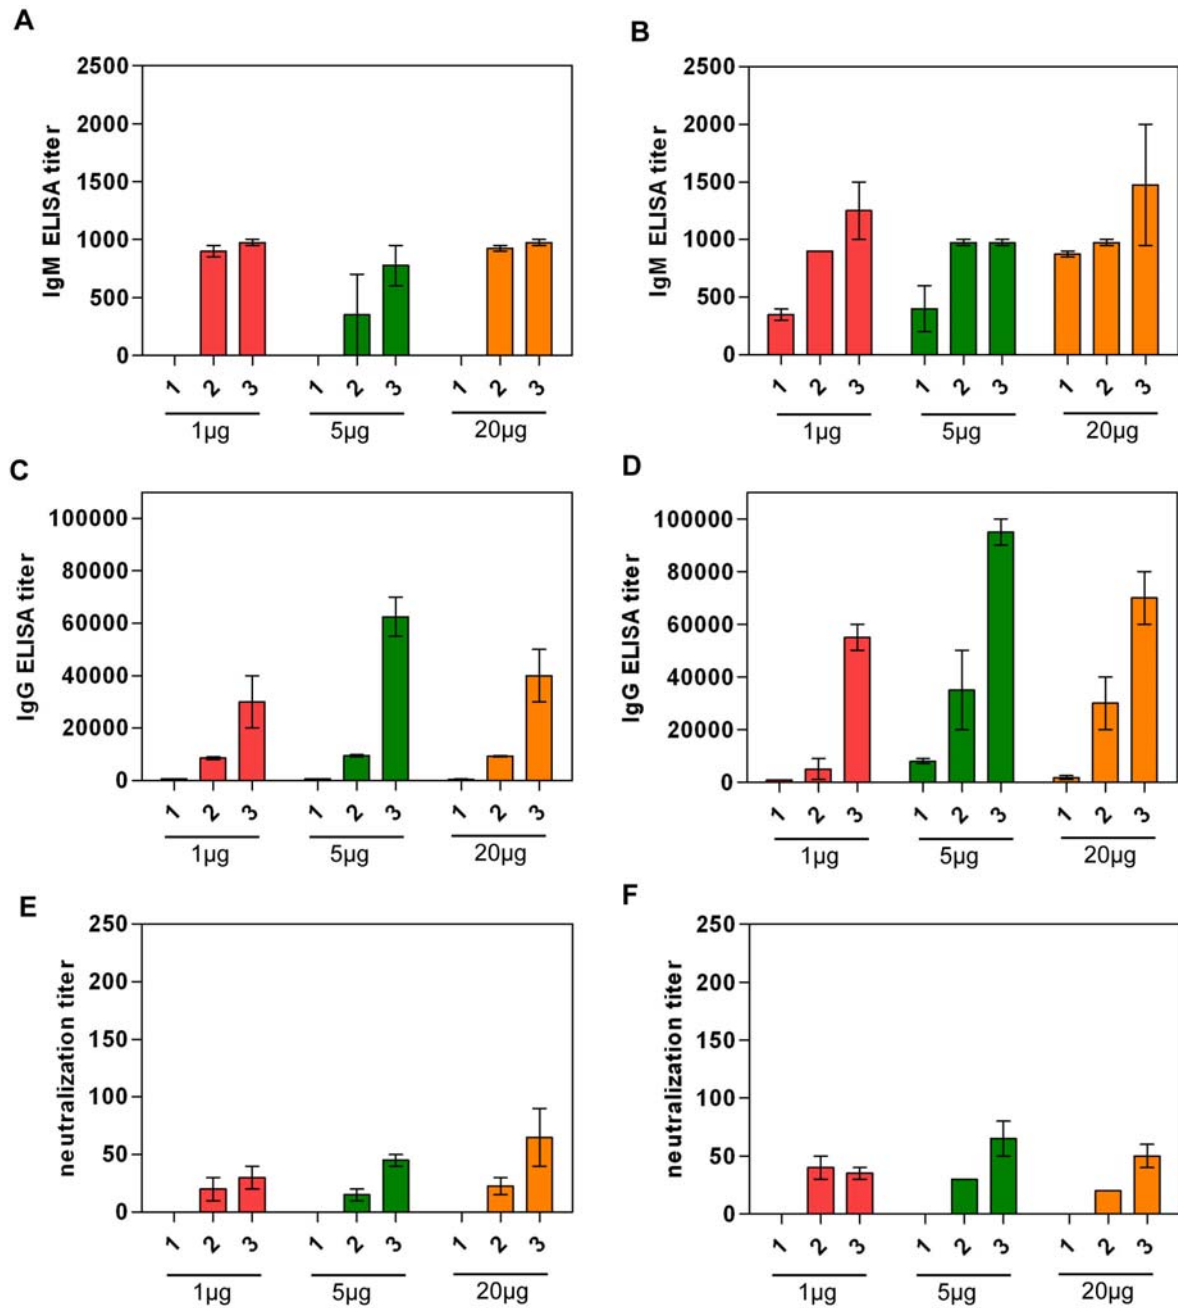 A
IgM ELISA titer
2500
2000
1500
1000
500
0
1 2 3 1 2 3 1 2 3
1µg 5µg 20µg
B
IgM ELISA titer
2500
2000
1500
1000
500
0
1 2 3 1 2 3 1 2 3
1µg 5µg 20µg
C
IgG ELISA titer
100000
80000
60000
40000
20000
0
1 2 3 1 2 3 1 2 3
1µg 5µg 20µg
D
IgG ELISA titer
100000
80000
60000
40000
20000
0
1 2 3 1 2 3 1 2 3
1µg 5µg 20µg
E
neutralization titer
250
200
150
100
50
0
1 2 3 1 2 3 1 2 3
1µg 5µg 20µg
F
neutralization titer
250
200
150
100
50
0
1 2 3 1 2 3 1 2 3
1µg 5µg 20µg